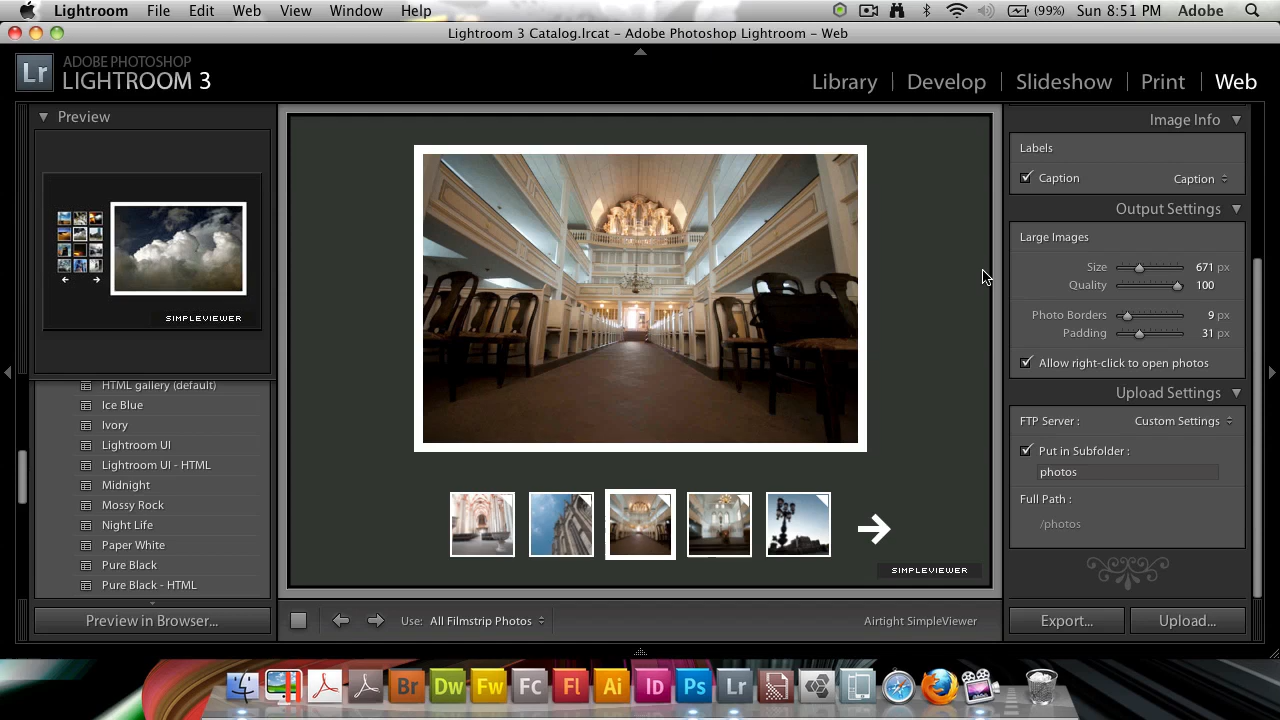 Lightroom File Edit Web View Window Help (99%) Sun 8:51 PM Adobe
Lightroom 3 Catalog.lrcat – Adobe Photoshop Lightroom – Web
Lr ADOBE PHOTOSHOP
LIGHTROOM 3
Library Develop Slideshow Print Web
Preview
SIMPLEVIEWER
HTML gallery (default)
Ice Blue
Ivory
Lightroom UI
Lightroom UI - HTML
Midnight
Mossy Rock
Night Life
Paper White
Pure Black
Pure Black - HTML
Preview in Browser...
SIMPLEVIEWER
Use: All Filmstrip Photos
Airtight SimpleViewer
Image Info
Labels
Caption Caption
Output Settings
Large Images
Size 671 px
Quality 100
Photo Borders 9 px
Padding 31 px
Allow right-click to open photos
Upload Settings
FTP Server : Custom Settings
Put in Subfolder :
photos
Full Path :
/photos
Export... Upload...
Br Dw Fw Fc Fl Ai Id Ps Lr